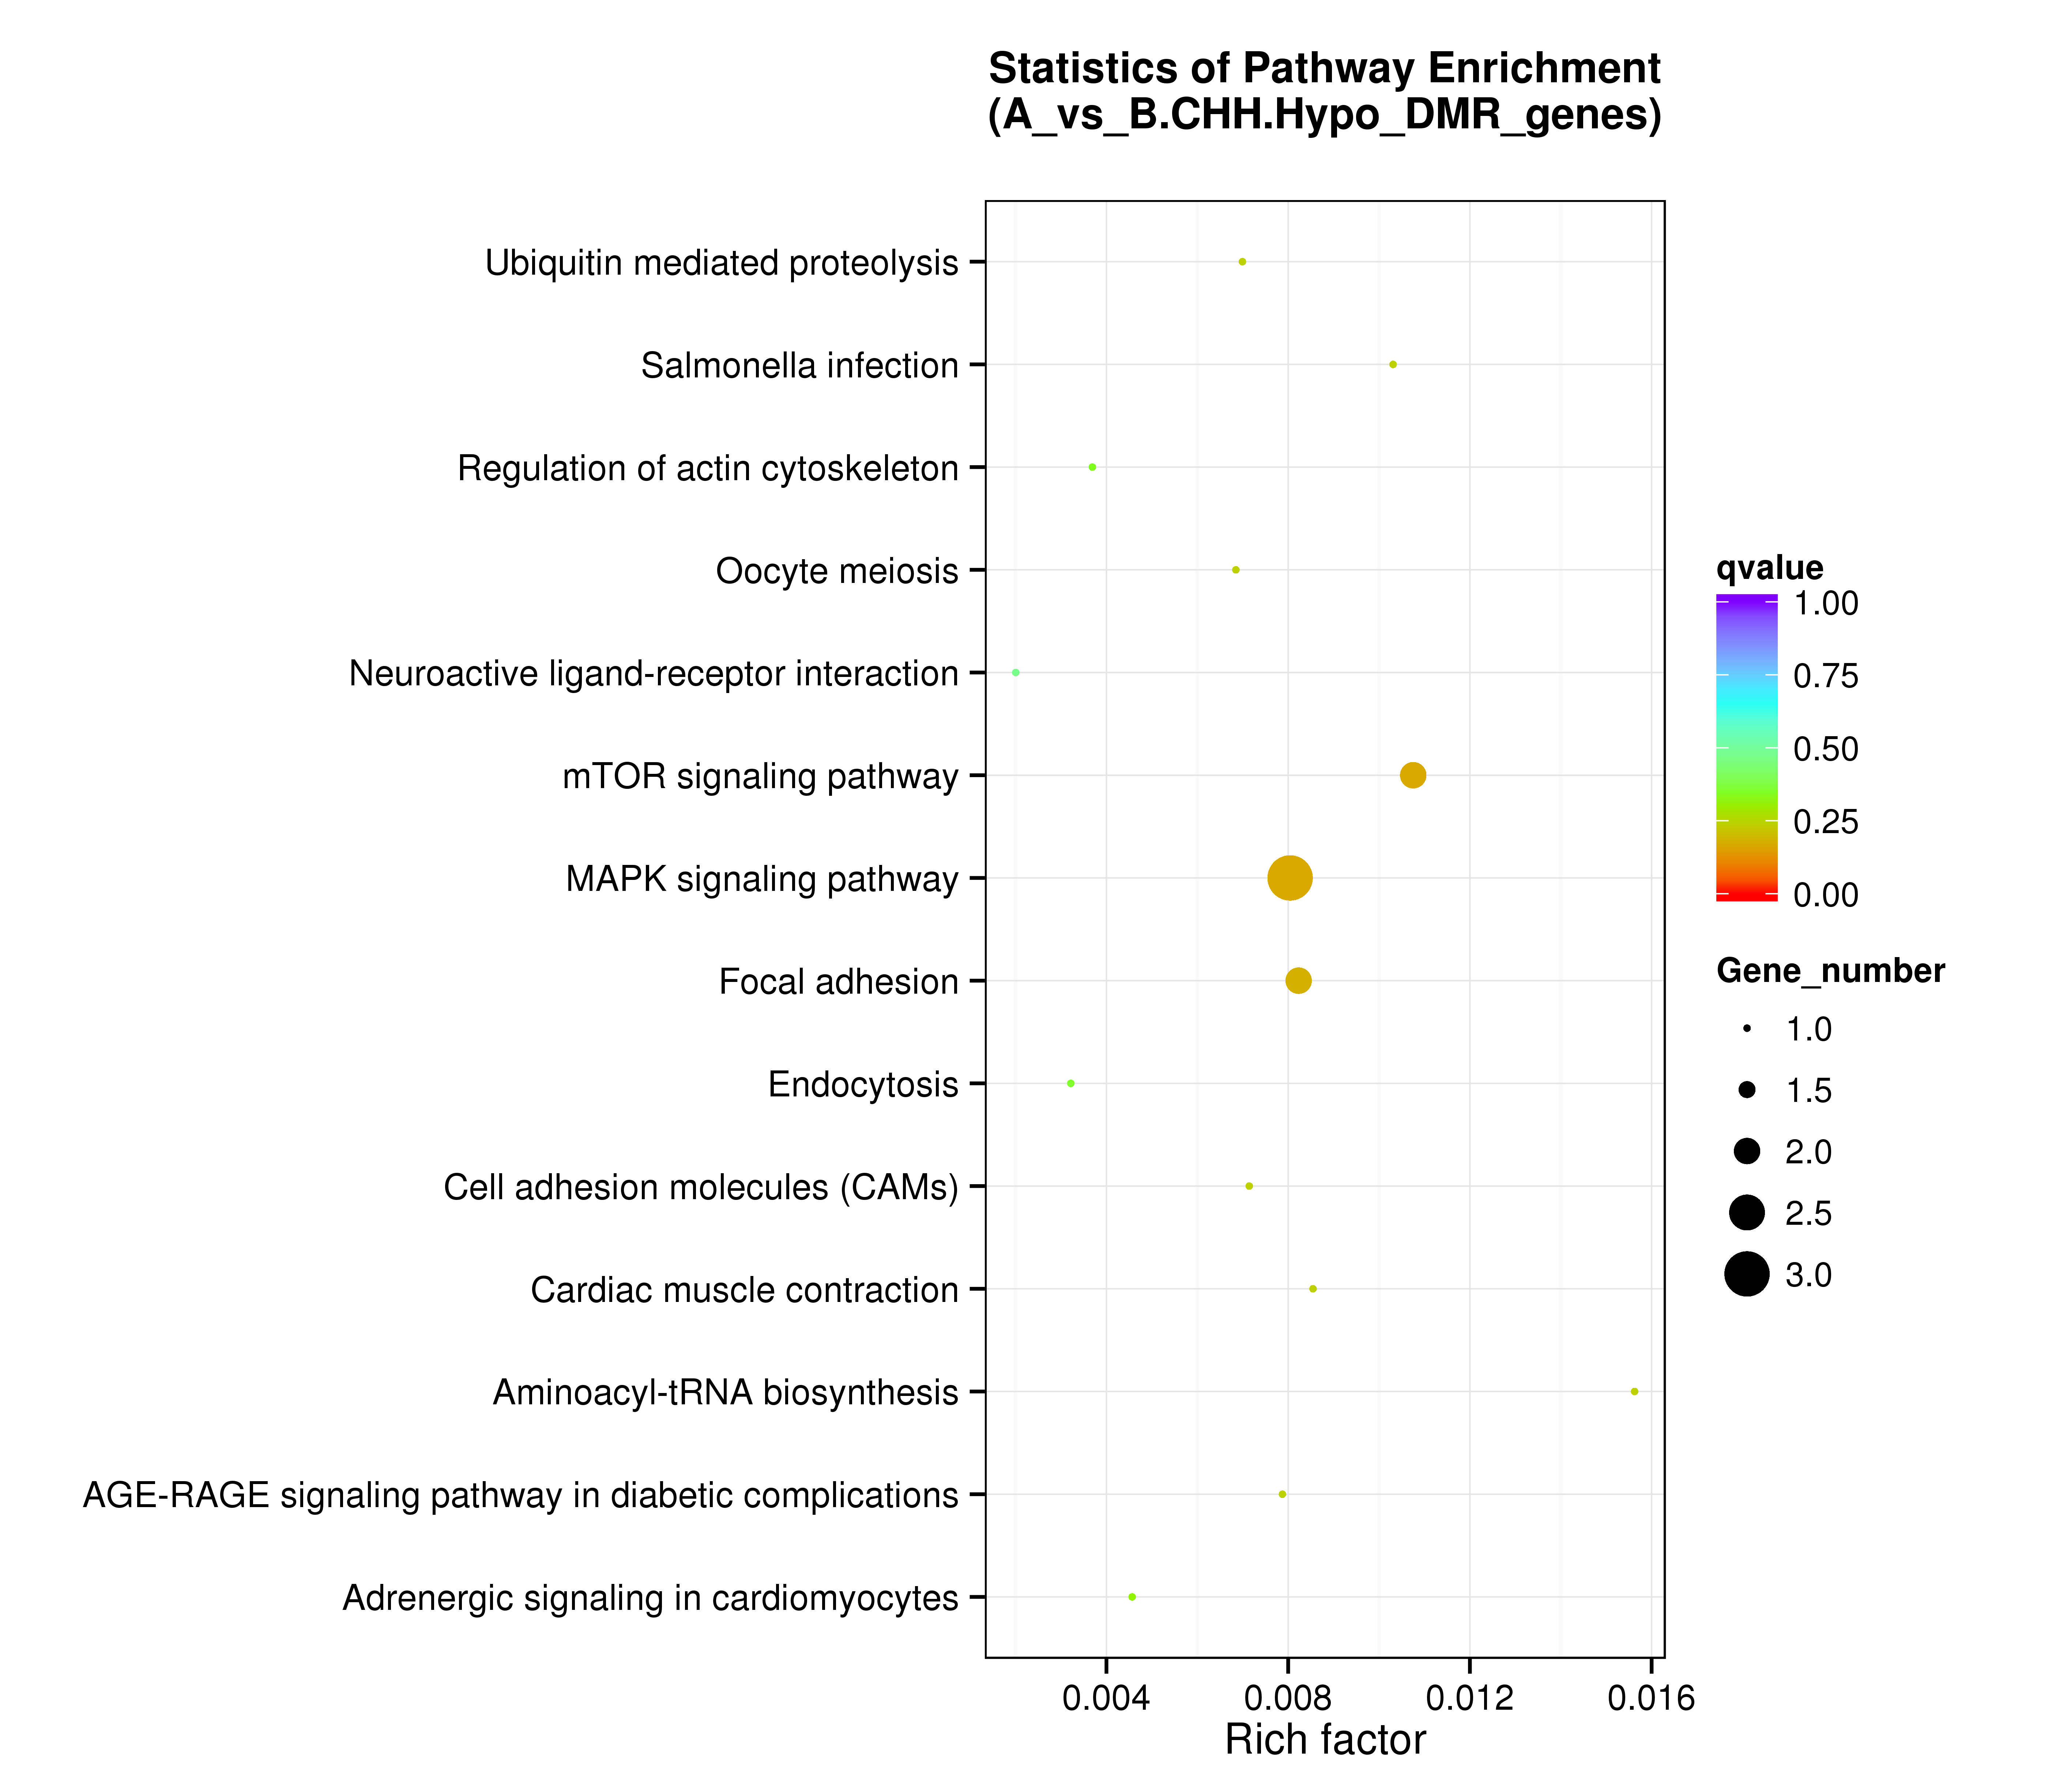 Statistics of Pathway Enrichment
(A_vs_B.CHH.Hypo_DMR_genes)
Ubiquitin mediated proteolysis
Salmonella infection
Regulation of actin cytoskeleton
Oocyte meiosis
Neuroactive ligand-receptor interaction
mTOR signaling pathway
MAPK signaling pathway
Focal adhesion
Endocytosis
Cell adhesion molecules (CAMs)
Cardiac muscle contraction
Aminoacyl-tRNA biosynthesis
AGE-RAGE signaling pathway in diabetic complications
Adrenergic signaling in cardiomyocytes
0.004 0.008 0.012 0.016
Rich factor
qvalue
1.00
0.75
0.50
0.25
0.00
Gene_number
1.0
1.5
2.0
2.5
3.0